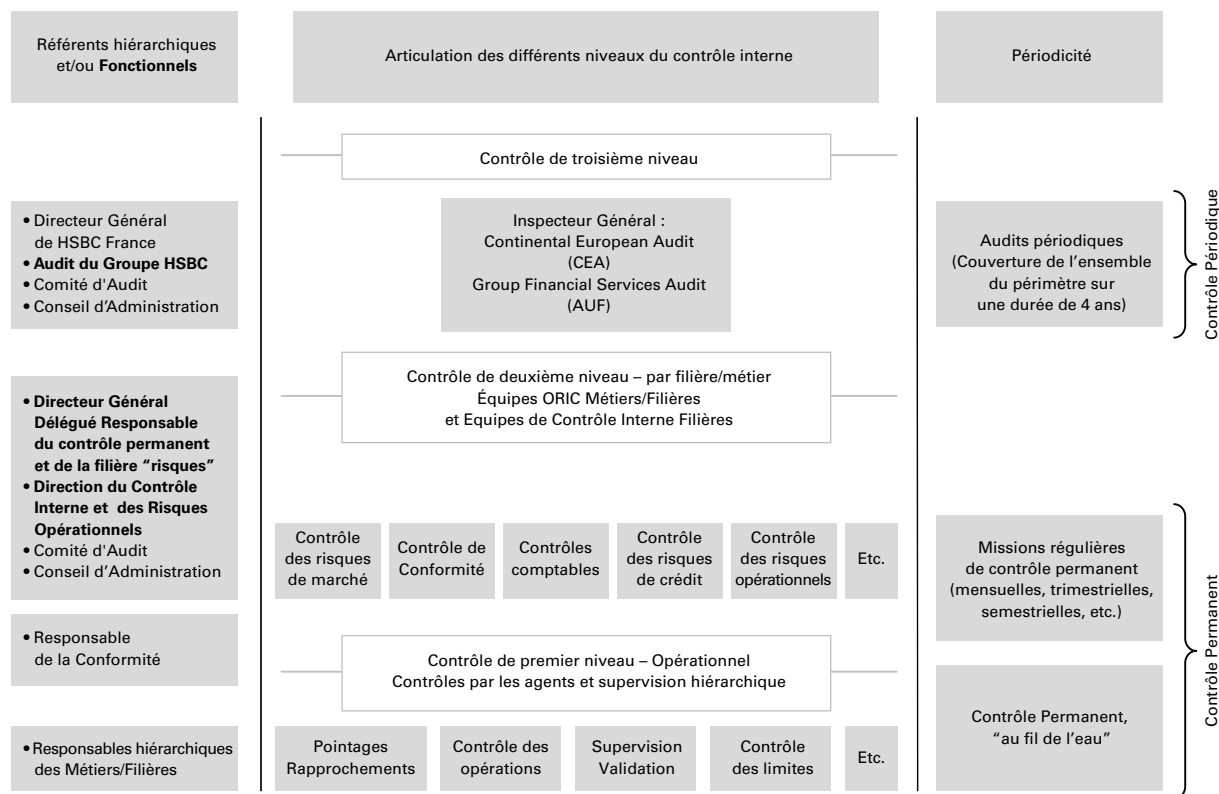 Référents hiérarchiques
et/ou Fonctionnels
Articulation des différents niveaux du contrôle interne
Périodicité
Contrôle de troisième niveau
• Directeur Général
de HSBC France
• Audit du Groupe HSBC
• Comité d'Audit
• Conseil d’Administration
Inspecteur Général :
Continental European Audit
(CEA)
Group Financial Services Audit
(AUF)
Audits périodiques
(Couverture de l’ensemble
du périmètre sur
une durée de 4 ans)
Contrôle Périodique
Contrôle de deuxième niveau – par filière/métier
Équipes ORIC Métiers/Filières
et Equipes de Contrôle Interne Filières
• Directeur Général
Délégué Responsable
du contrôle permanent
et de la filière “risques”
• Direction du Contrôle
Interne et des Risques
Opérationnels
• Comité d'Audit
• Conseil d’Administration
Contrôle
des risques
de marché
Contrôle de
Conformité
Contrôles
comptables
Contrôle
des risques
de crédit
Contrôle
des risques
opérationnels
Etc.
Missions régulières
de contrôle permanent
(mensuelles, trimestrielles,
semestrielles, etc.)
Contrôle Permanent
• Responsable
de la Conformité
Contrôle de premier niveau – Opérationnel
Contrôles par les agents et supervision hiérarchique
• Responsables hiérarchiques
des Métiers/Filières
Pointages
Rapprochements
Contrôle des
opérations
Supervision
Validation
Contrôle
des limites
Etc.
Contrôle Permanent,
“au fil de l’eau”